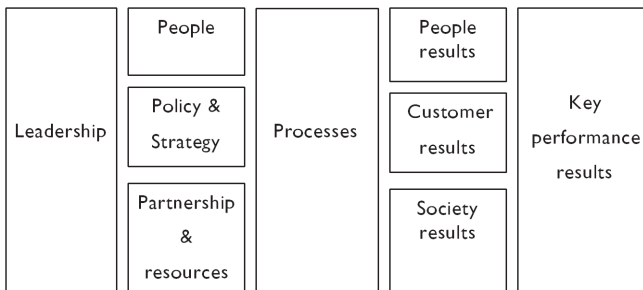 Leadership
People
Policy &
Strategy
Partnership
&
resources
Processes
People
results
Customer
results
Society
results
Key
performance
results